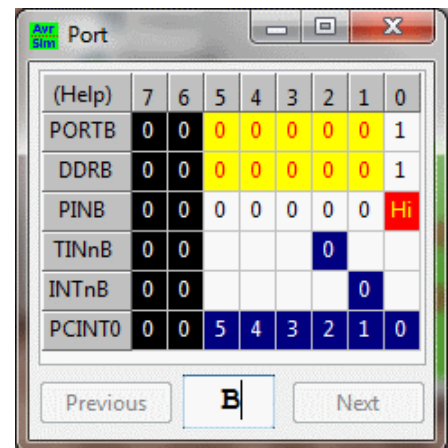 Avr Sim Port
(Help) 7 6 5 4 3 2 1 0
PORTB 0 0 0 0 0 0 0 1
DDRB 0 0 0 0 0 0 0 1
PINB 0 0 0 0 0 0 0 Hi
TINnB 0 0 0
INTnB 0 0 0
PCINT0 0 0 5 4 3 2 1 0
Previous B Next